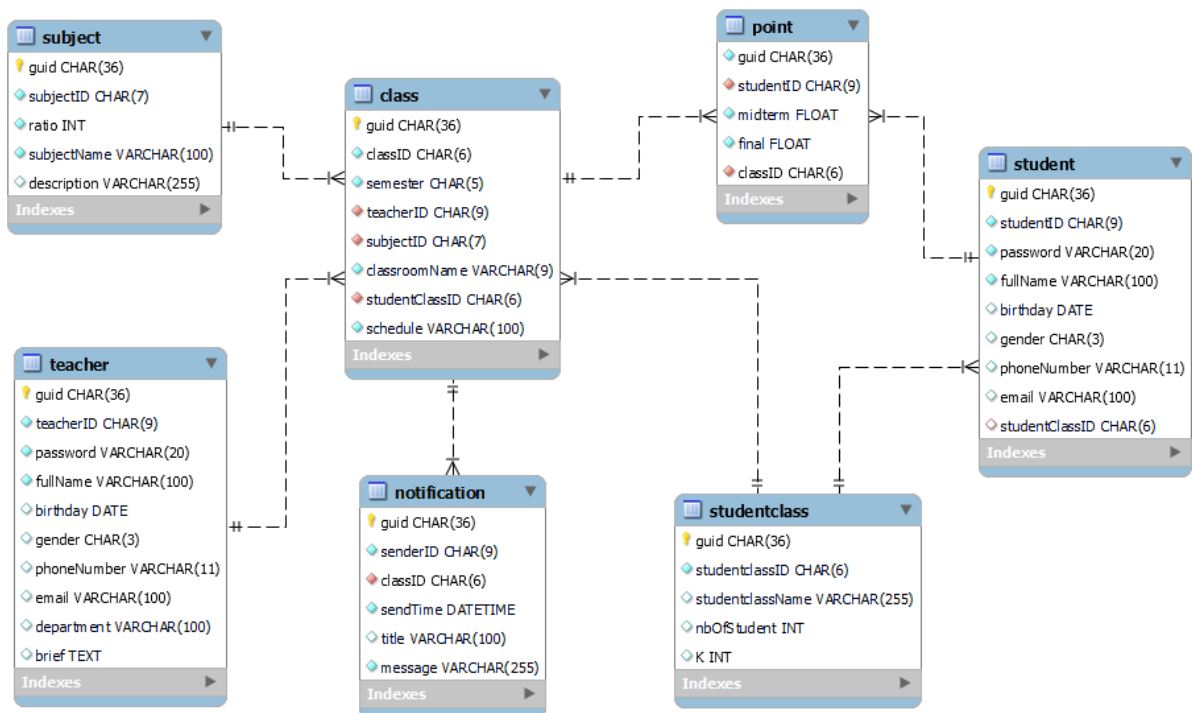 subject
guid CHAR(36)
subjectID CHAR(7)
ratio INT
subjectName VARCHAR(100)
description VARCHAR(255)
Indexes
class
guid CHAR(36)
classID CHAR(6)
semester CHAR(5)
teacherID CHAR(9)
subjectID CHAR(7)
classroomName VARCHAR(9)
studentClassID CHAR(6)
schedule VARCHAR(100)
Indexes
point
guid CHAR(36)
studentID CHAR(9)
midterm FLOAT
final FLOAT
classID CHAR(6)
Indexes
student
guid CHAR(36)
studentID CHAR(9)
password VARCHAR(20)
fullName VARCHAR(100)
birthday DATE
gender CHAR(3)
phoneNumber VARCHAR(11)
email VARCHAR(100)
studentClassID CHAR(6)
Indexes
teacher
guid CHAR(36)
teacherID CHAR(9)
password VARCHAR(20)
fullName VARCHAR(100)
birthday DATE
gender CHAR(3)
phoneNumber VARCHAR(11)
email VARCHAR(100)
department VARCHAR(100)
brief TEXT
Indexes
notification
guid CHAR(36)
senderID CHAR(9)
classID CHAR(6)
sendTime DATETIME
title VARCHAR(100)
message VARCHAR(255)
Indexes
studentclass
guid CHAR(36)
studentclassID CHAR(6)
studentclassName VARCHAR(255)
nbOfStudent INT
K INT
Indexes